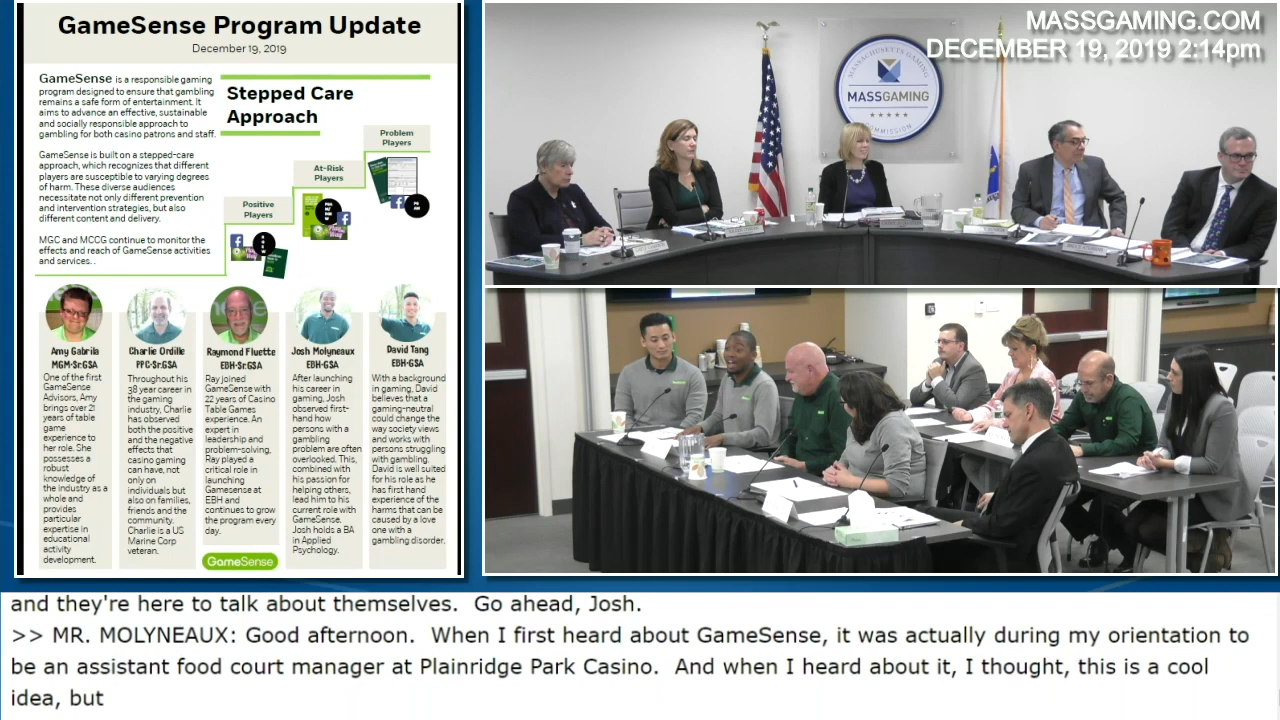 GameSense Program Update
December 19, 2019
GameSense is a responsible gaming
program designed to ensure that gambling
remains a safe form of entertainment. It
aims to advance an effective, sustainable
and socially responsible approach to
gambling for both casino patrons and staff.
GameSense is built on a stepped-care
approach, which recognizes that different
players are susceptible to varying degrees
of harm. These diverse audiences
necessitate not only different prevention
and intervention strategies, but also
different content and delivery.
MGC and MCCG continue to monitor the
effects and reach of GameSense activities
and services. .
Stepped Care
Approach
Problem
Players
At-Risk
Players
Positive
Players
Amy Gabrila
MGM-Sr.GSA
One of the first
GameSense
Advisors, Amy
brings over 21
years of table
game
experience to
her role. She
possesses a
robust
knowledge of
the industry as a
whole and
provides
particular
expertise in
educational
activity
development.
Charlie Ordille
PPC-Sr.GSA
Throughout his
38 year career in
the gaming
industry, Charlie
has observed
both the positive
and the negative
effects that
casino gaming
can have, not
only on
individuals but
also on families,
friends and the
community.
Charlie is a US
Marine Corp
veteran.
Raymond Fluette
EBH-Sr.GSA
Ray joined
GameSense with
22 years of Casino
Table Games
experience. An
expert in
leadership and
problem-solving,
Ray played a
critical role in
launching
Gamesense at
EBH and
continues to grow
the program every
day.
GameSense
Josh Molyneaux
EBH-GSA
After launching
his career in
gaming, Josh
observed first-
hand how
persons with a
gambling
problem are often
overlooked. This,
combined with
his passion for
helping others,
lead him to his
current role with
GameSense.
Josh holds a BA
in Applied
Psychology.
David Tang
EBH-GSA
With a background
in gaming, David
believes that a
gaming-neutral
could change the
way society views
and works with
persons struggling
with gambling.
David is well suited
for his role as he
has first hand
experience of the
harms that can be
caused by a love
one with a
gambling disorder.
MASSGAMING.COM
DECEMBER 19, 2019 2:14pm
MASSACHUSETTS GAMING
MASSGAMING
COMMISSION
and they're here to talk about themselves.  Go ahead, Josh.
>> MR. MOLYNEAUX: Good afternoon.  When I first heard about GameSense, it was actually during my orientation to
be an assistant food court manager at Plainridge Park Casino.  And when I heard about it, I thought, this is a cool
idea, but